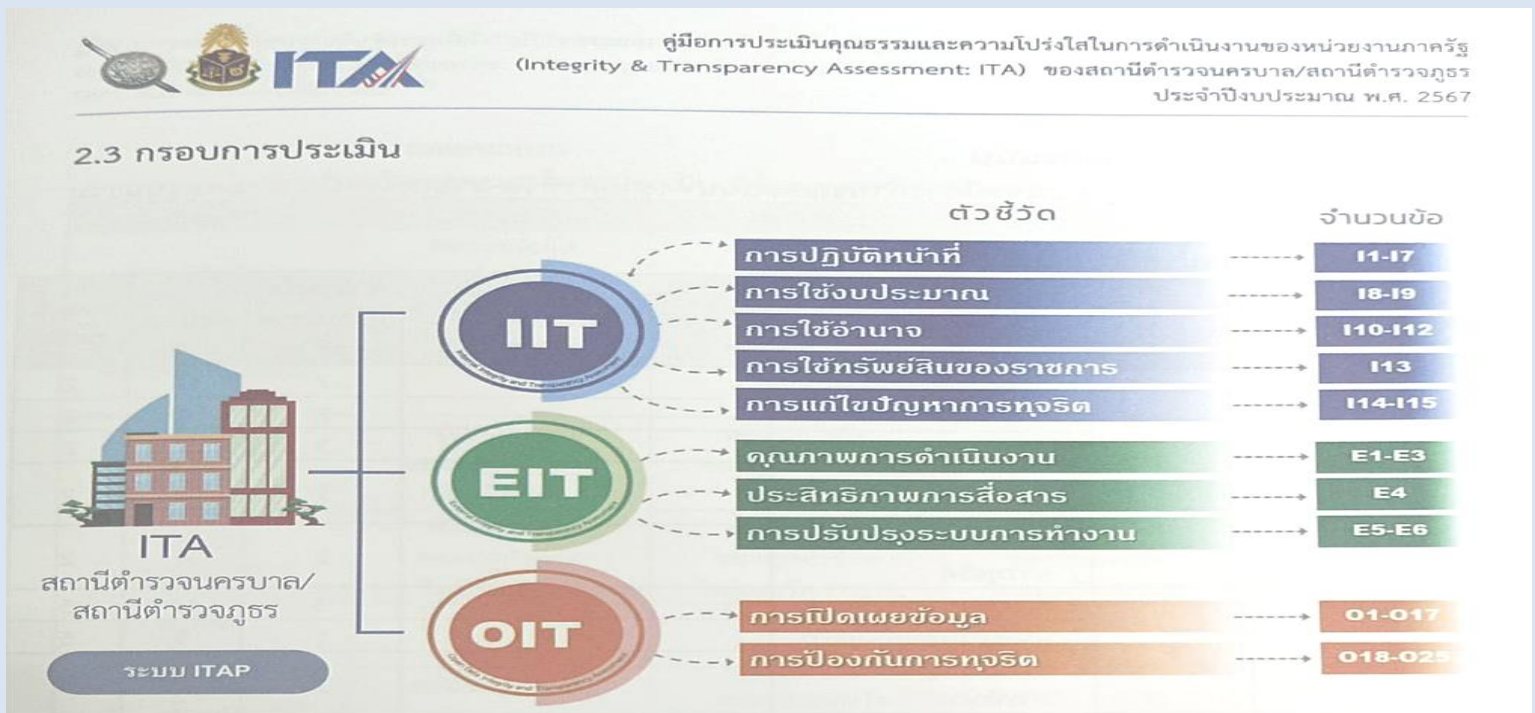 ITA
คู่มือการประเมินคุณธรรมและความโปร่งใสในการดำเนินงานของหน่วยงานภาครัฐ
(Integrity & Transparency Assessment: ITA) ของสถานีตำรวจนครบาล/สถานีตำรวจภูธร
ประจำปีงบประมาณ พ.ศ. 2567
2.3 กรอบการประเมิน
ตัวชี้วัด จำนวนข้อ
IIT
Internal Integrity and Transparency Assessment
การปฏิบัติหน้าที่ I1-I7
การใช้งบประมาณ I8-I9
การใช้อำนาจ I10-I12
การใช้ทรัพย์สินของราชการ I13
การแก้ไขปัญหาการทุจริต I14-I15
EIT
External Integrity and Transparency Assessment
คุณภาพการดำเนินงาน E1-E3
ประสิทธิภาพการสื่อสาร E4
การปรับปรุงระบบการทำงาน E5-E6
OIT
Open Data Integrity and Transparency Assessment
การเปิดเผยข้อมูล O1-O17
การป้องกันการทุจริต O18-O25
ITA
สถานีตำรวจนครบาล/
สถานีตำรวจภูธร
ระบบ ITAP